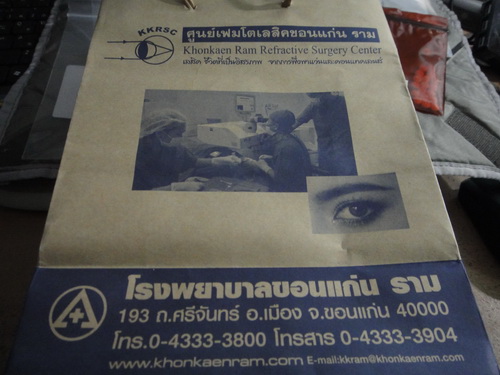 KKRSC
ศูนย์เฟมโตเลสิคขอนแก่น ราม
Khonkaen Ram Refractive Surgery Center
โรงพยาบาลขอนแก่น ราม
193 ถ.ศรีจันทร์ อ.เมือง จ.ขอนแก่น 40000
โทร.0-4333-3800 โทรสาร 0-4333-3904
www.khonkaenram.com E-mail:kkram@khonkaenram.com